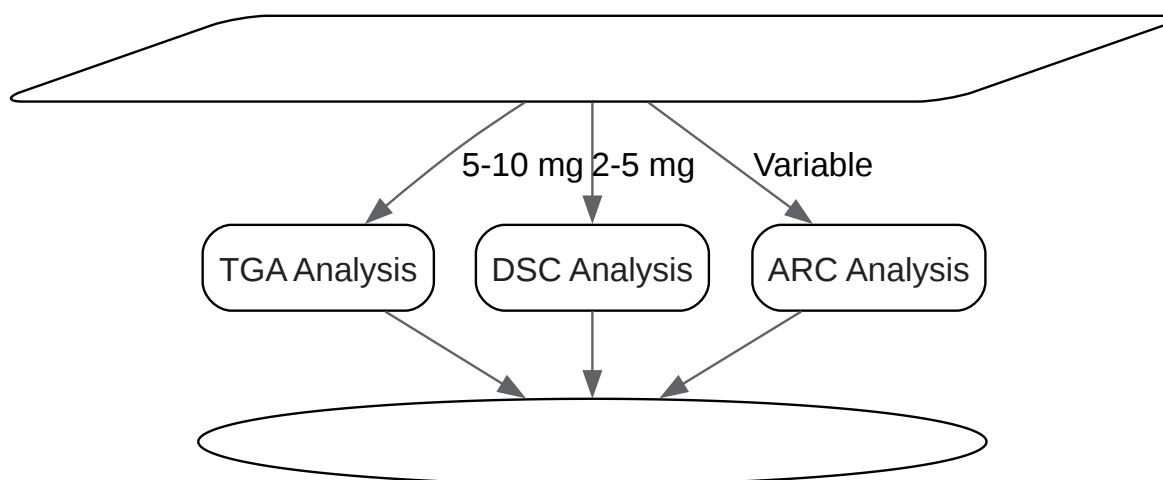 5-10 mg 2-5 mg Variable
TGA Analysis DSC Analysis ARC Analysis